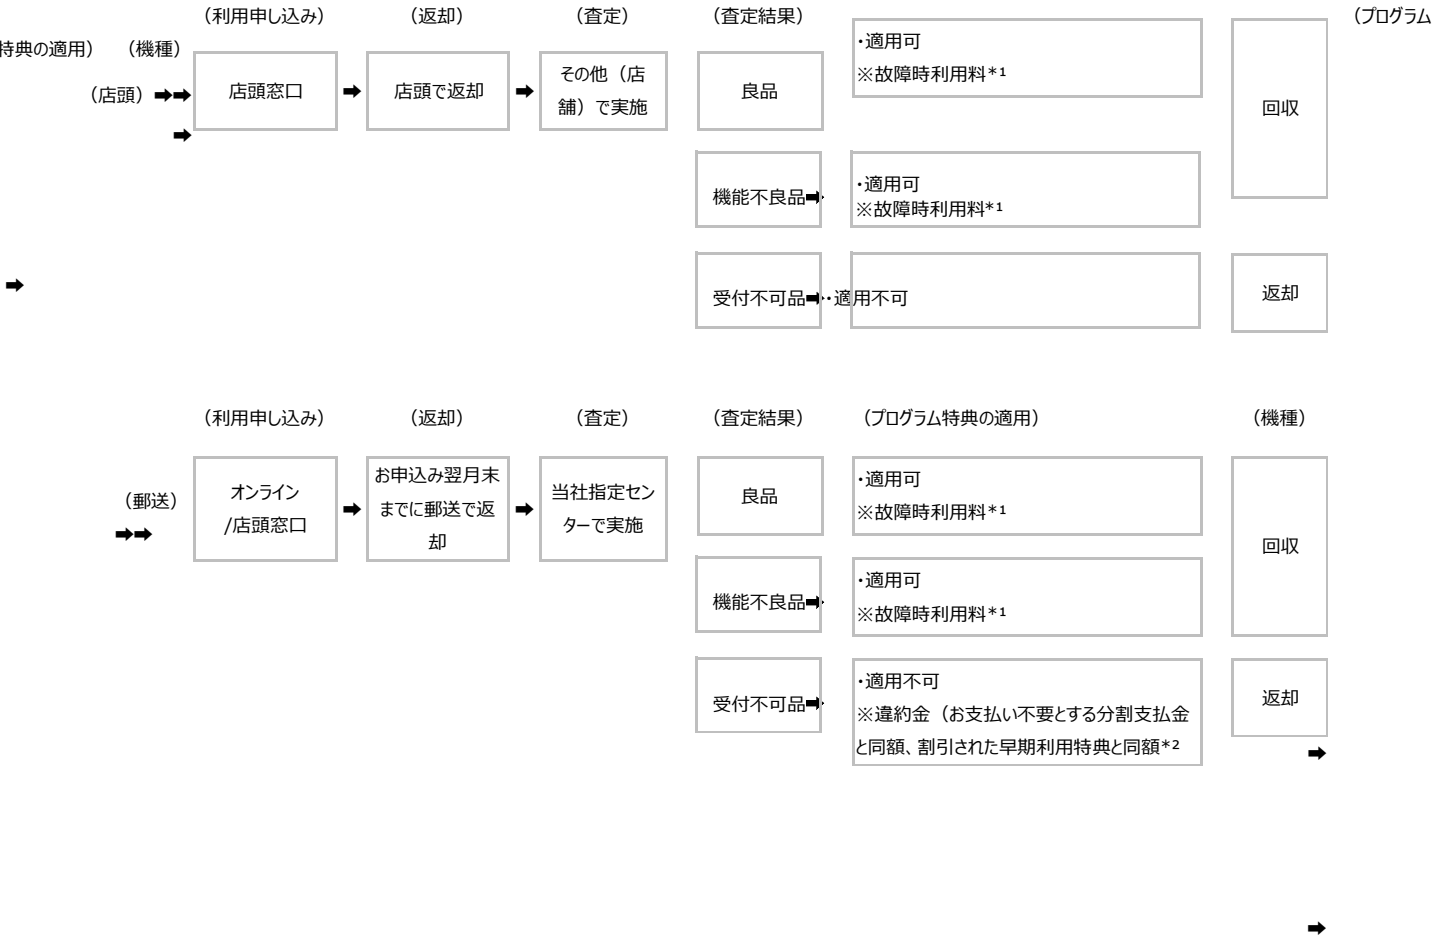 （利用申し込み） （返却） （査定） （査定結果） （プログラム
特典の適用） （機種）
（店頭）➡➡
➡
店頭窓口
➡
店頭で返却
➡
その他（店
舗）で実施
良品
・適用可
※故障時利用料*1
回収
機能不良品➡
・適用可
※故障時利用料*1
➡
受付不可品➡・適用不可
返却
（利用申し込み） （返却） （査定） （査定結果） （プログラム特典の適用） （機種）
（郵送）
➡➡
オンライン
/店頭窓口
➡
お申込み翌月末
までに郵送で返
却
➡
当社指定セン
ターで実施
良品
・適用可
※故障時利用料*1
回収
機能不良品➡
・適用可
※故障時利用料*1
受付不可品➡
・適用不可
※違約金（お支払い不要とする分割支払金
と同額、割引された早期利用特典と同額*2
返却
➡
➡